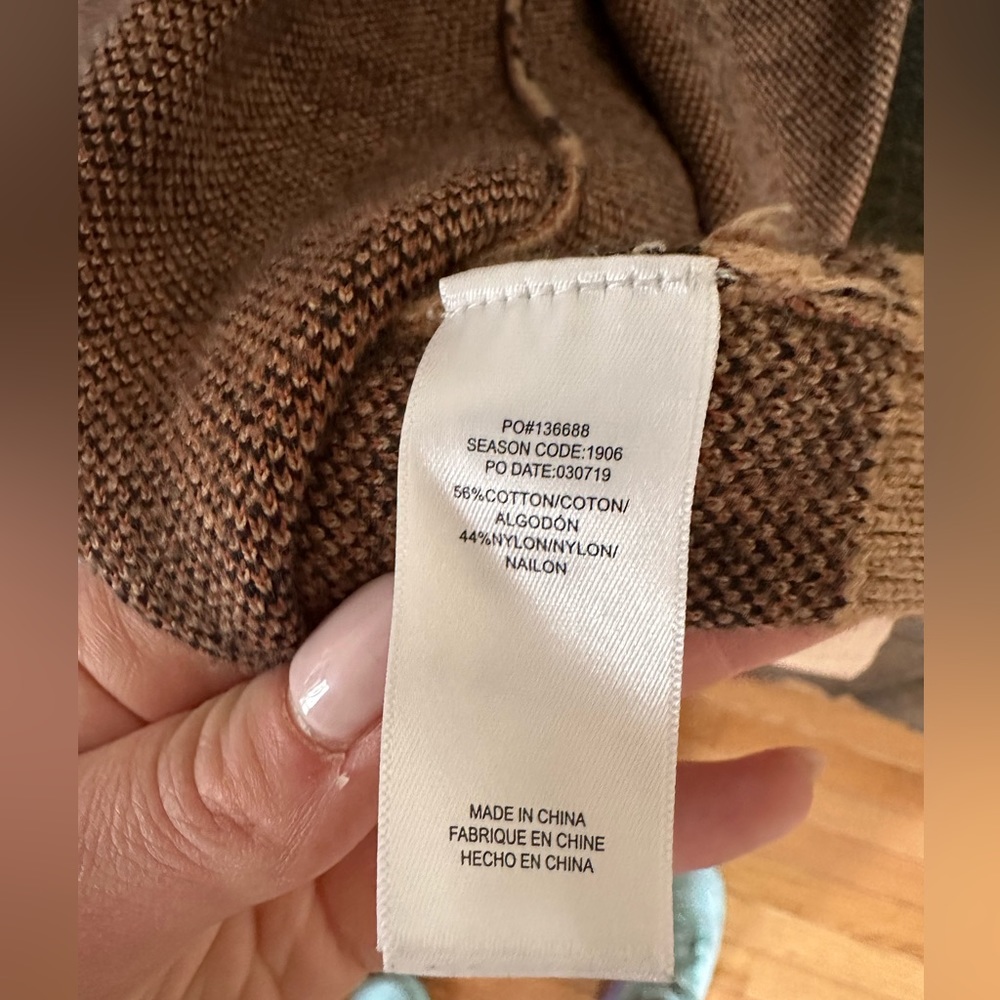 PO#136688
SEASON CODE:1906
PO DATE:030719
56%COTTON/COTON/
ALGODÓN
44%NYLON/NYLON/
NAILON
MADE IN CHINA
FABRIQUE EN CHINE
HECHO EN CHINA